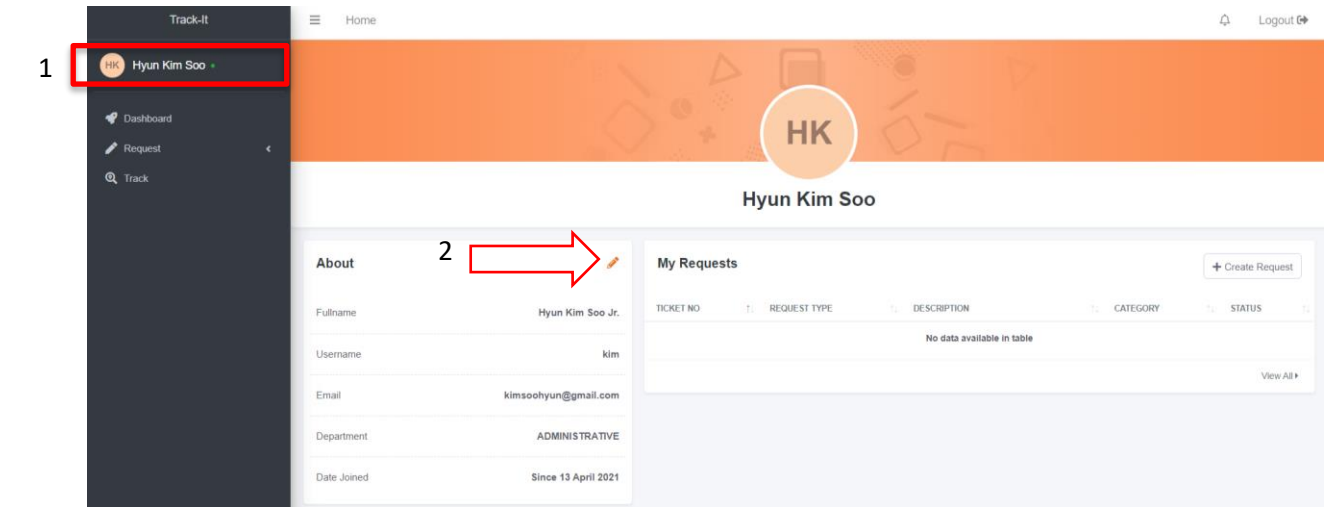 Track-It
Home
Logout
1
HK Hyun Kim Soo
Dashboard
Request
Track
HK
Hyun Kim Soo
About
2
Fullname Hyun Kim Soo Jr.
Username kim
Email kimsoohyun@gmail.com
Department ADMINISTRATIVE
Date Joined Since 13 April 2021
My Requests
+ Create Request
TICKET NO REQUEST TYPE DESCRIPTION CATEGORY STATUS
No data available in table
View All